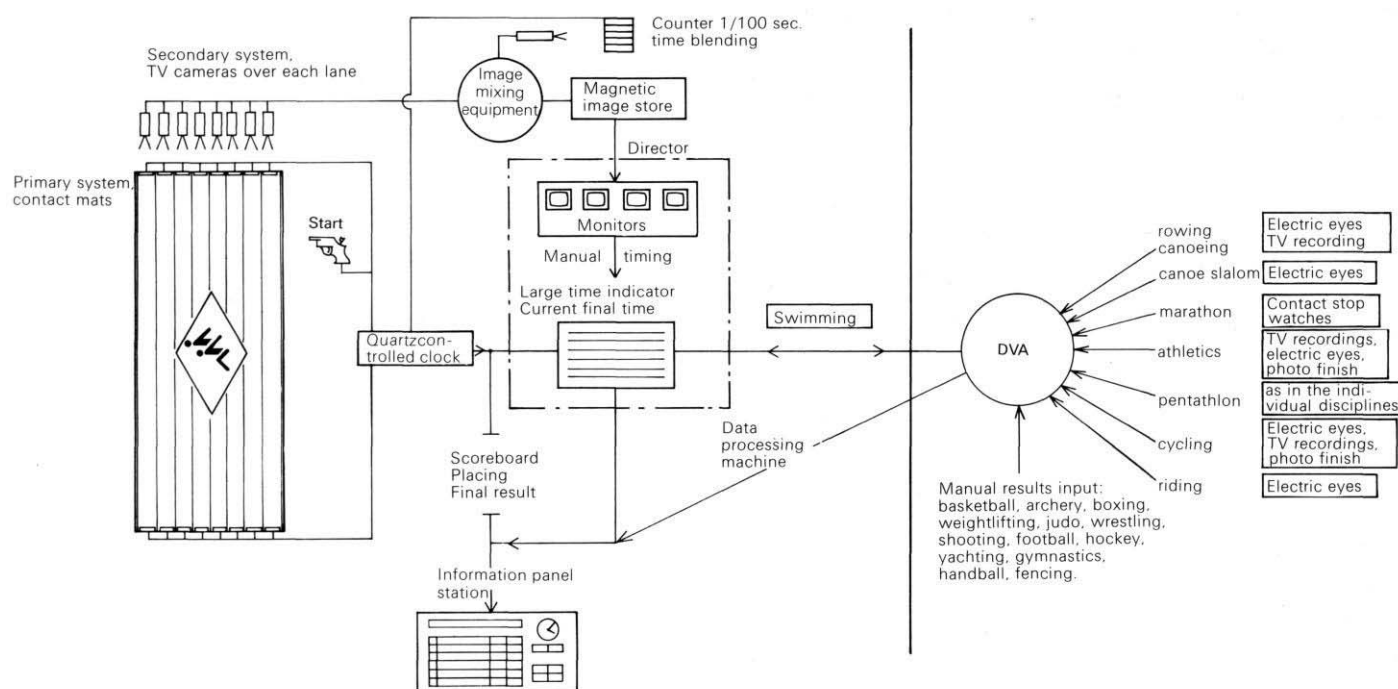 Counter 1/100 sec.
time blending
Secondary system,
TV cameras over each lane
Image
mixing
equipment
Magnetic
image store
Director
Primary system,
contact mats
Start
Monitors
Manual timing
Large time indicator
Current final time
Quartzcon-
trolled clock
Swimming
Scoreboard
Placing
Final result
Data
processing
machine
Information panel
station
DVA
rowing
canoeing
Electric eyes
TV recording
canoe slalom
Electric eyes
marathon
Contact stop
watches
athletics
TV recordings,
electric eyes,
photo finish
pentathlon
as in the indi-
vidual disciplines
cycling
Electric eyes,
TV recordings,
photo finish
riding
Electric eyes
Manual results input:
basketball, archery, boxing,
weightlifting, judo, wrestling,
shooting, football, hockey,
yachting, gymnastics,
handball, fencing.